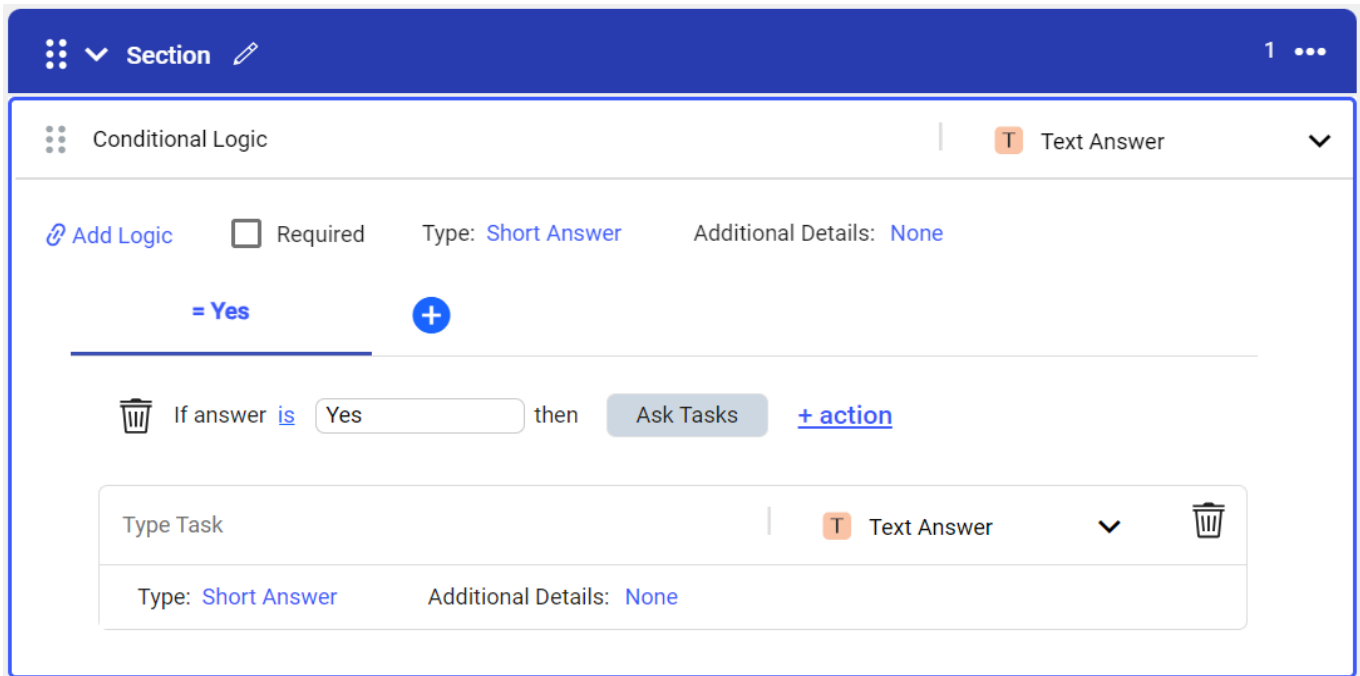 Section 1
Conditional Logic T Text Answer
Add Logic Required Type: Short Answer Additional Details: None
= Yes
If answer is Yes then Ask Tasks + action
Type Task T Text Answer
Type: Short Answer Additional Details: None